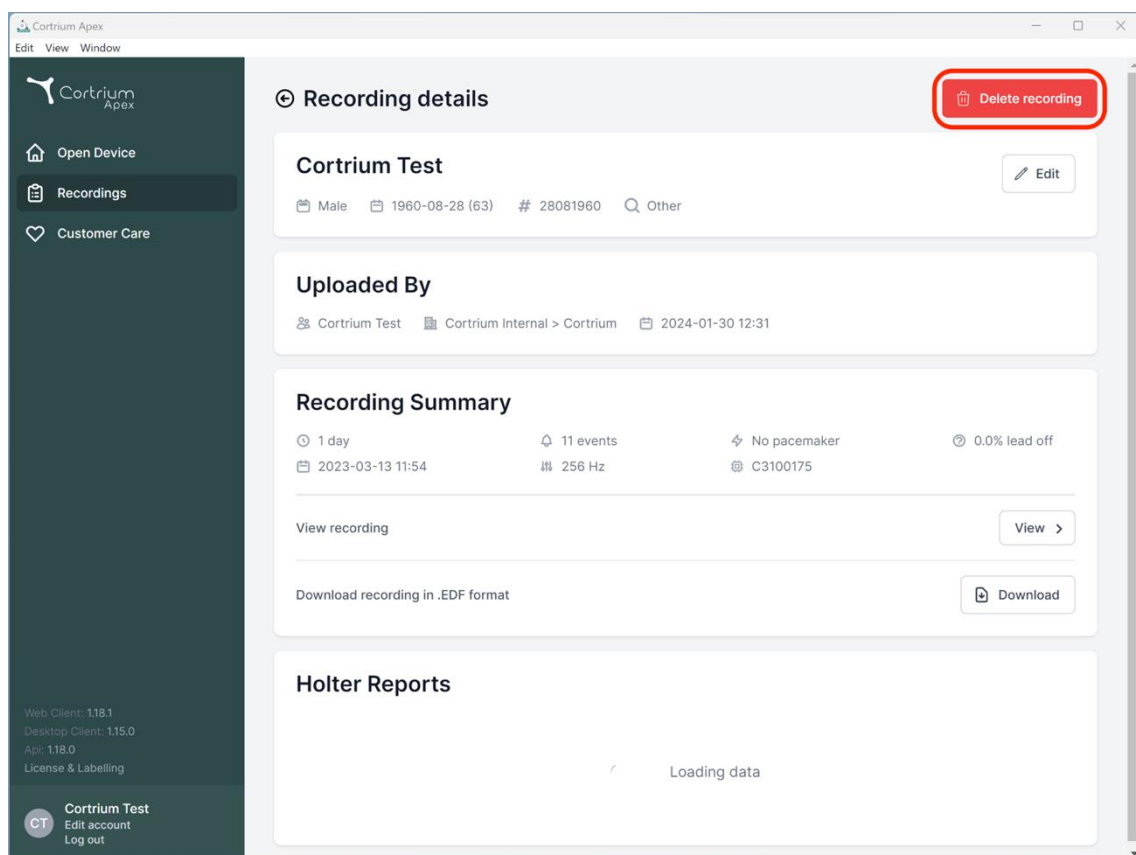 Cortrium Apex
Edit View Window
Cortrium
Apex
Open Device
Recordings
Customer Care
Web Client: 1.18.1
Desktop Client: 1.15.0
Api: 1.18.0
License & Labelling
CT
Cortrium Test
Edit account
Log out
Recording details
Delete recording
Cortrium Test
Edit
Male 1960-08-28 (63) # 28081960 Other
Uploaded By
Cortrium Test Cortrium Internal > Cortrium 2024-01-30 12:31
Recording Summary
1 day 11 events No pacemaker 0.0% lead off
2023-03-13 11:54 256 Hz C3100175
View recording View >
Download recording in .EDF format Download
Holter Reports
Loading data